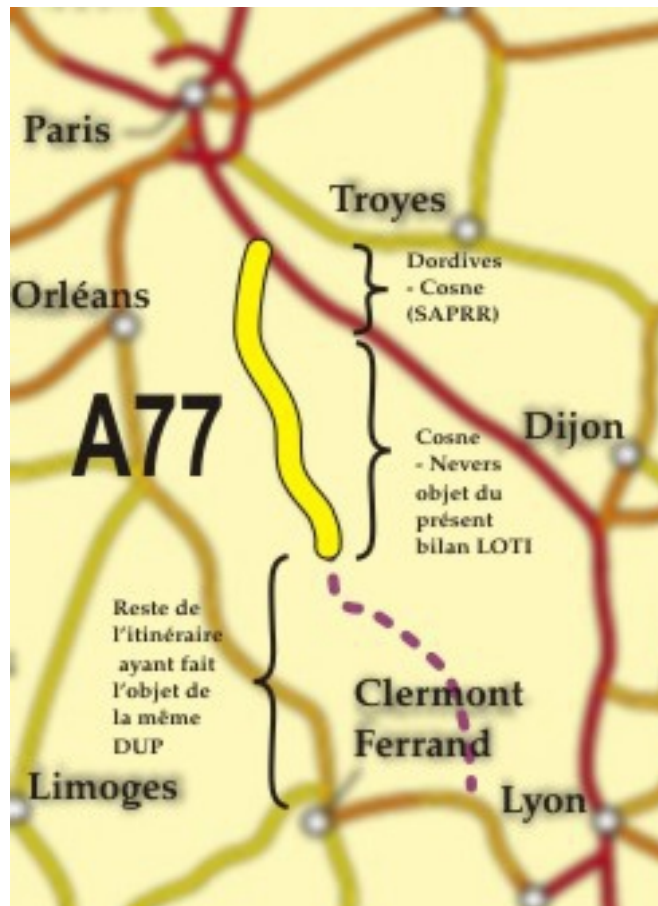 Paris
Troyes
Dordives
- Cosne
(SAPRR)
Orléans
A77
Dijon
Cosne
- Nevers
objet du
présent
bilan LOTI
Reste de
l'itinéraire
ayant fait
l'objet de
la même
DUP
Clermont
Ferrand
Limoges
Lyon